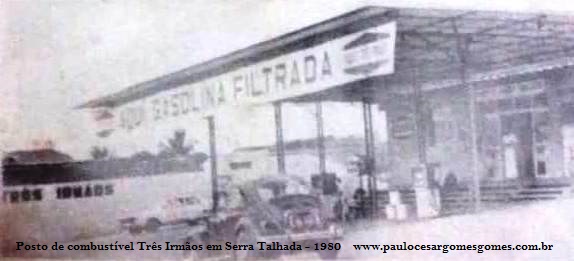 AQUI GASOLINA FILTRADA
TRÊS IRMÃOS
Posto de combustível Três Irmãos em Serra Talhada - 1980 www.paulocesargomesgomes.com.br